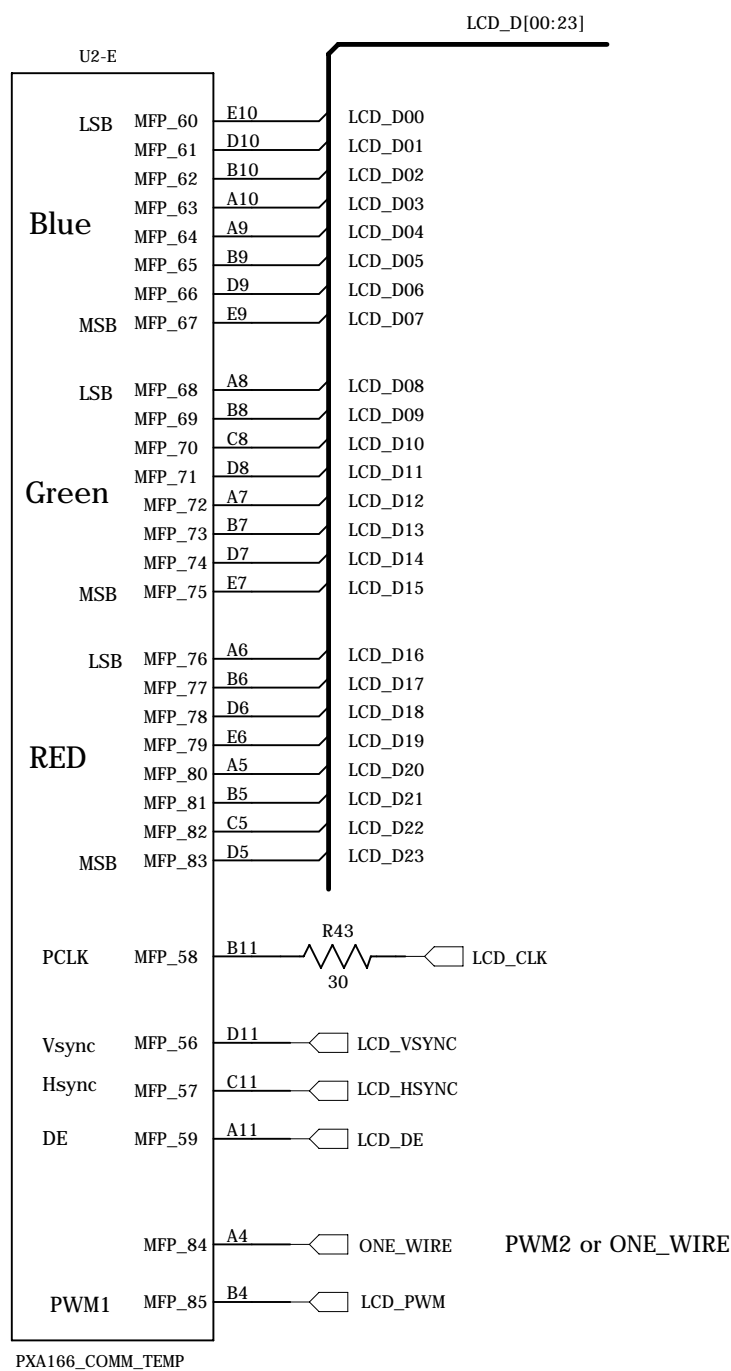 LCD_D[00:23]
U2-E
LSB MFP_60 E10 LCD_D00
MFP_61 D10 LCD_D01
MFP_62 B10 LCD_D02
MFP_63 A10 LCD_D03
Blue
MFP_64 A9 LCD_D04
MFP_65 B9 LCD_D05
MFP_66 D9 LCD_D06
MSB MFP_67 E9 LCD_D07
LSB MFP_68 A8 LCD_D08
MFP_69 B8 LCD_D09
MFP_70 C8 LCD_D10
MFP_71 D8 LCD_D11
Green
MFP_72 A7 LCD_D12
MFP_73 B7 LCD_D13
MFP_74 D7 LCD_D14
MSB MFP_75 E7 LCD_D15
LSB MFP_76 A6 LCD_D16
MFP_77 B6 LCD_D17
MFP_78 D6 LCD_D18
MFP_79 E6 LCD_D19
RED
MFP_80 A5 LCD_D20
MFP_81 B5 LCD_D21
MFP_82 C5 LCD_D22
MSB MFP_83 D5 LCD_D23
R43
PCLK MFP_58 B11 LCD_CLK
30
Vsync MFP_56 D11 LCD_VSYNC
Hsync MFP_57 C11 LCD_HSYNC
DE MFP_59 A11 LCD_DE
MFP_84 A4 ONE_WIRE PWM2 or ONE_WIRE
PWM1 MFP_85 B4 LCD_PWM
PXA166_COMM_TEMP